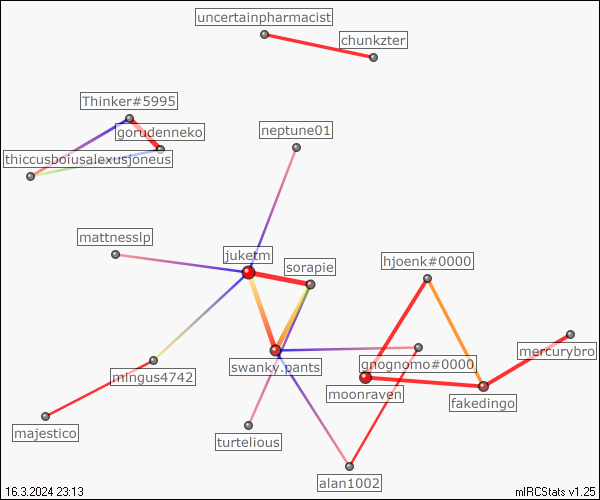 uncertainpharmacist
chunkzter
Thinker#5995
gorudenneko
neptune01
thiccusboiusalexusjoneus
mattnesslp
juketm
sorapie
hjoenk#0000
mercurybro
grognomo#0000
swanky.pants
mingus4742
moonraven
fakedingo
majestico
turtelious
alan1002
16.3.2024 23:13
mIRCStats v1.25